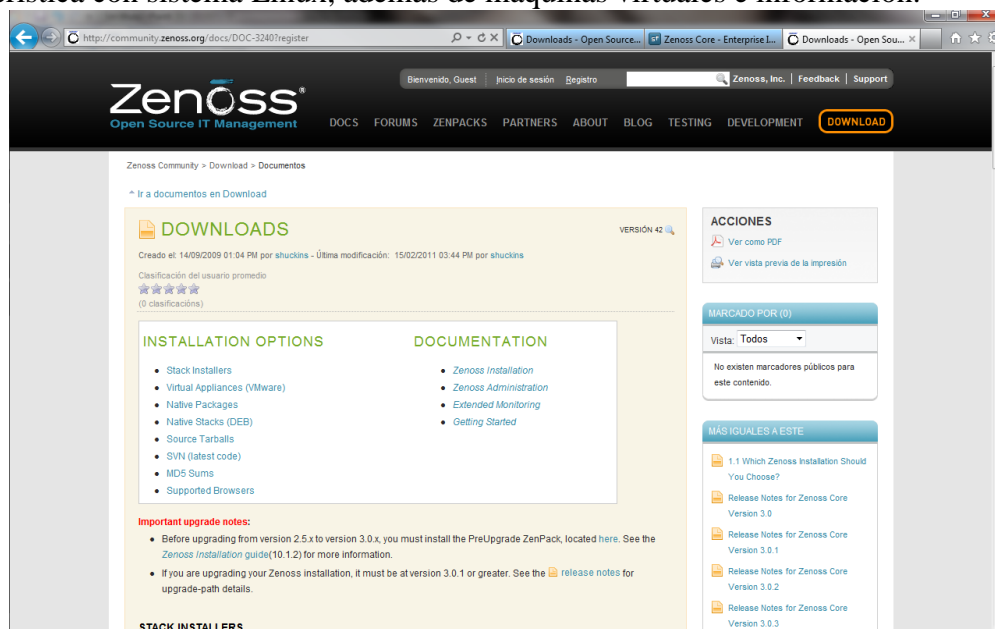 con sistema Linux, además de máquinas virtuales e información.
http://community.zenoss.org/docs/DOC-3240?register
Downloads - Open Source...
Zenoss Core - Enterprise I...
Downloads - Open Sou...
Bienvenido, Guest
Inicio de sesión
Registro
Zenoss, Inc. | Feedback | Support
Zenoss
Open Source IT Management
DOCS FORUMS ZENPACKS PARTNERS ABOUT BLOG TESTING DEVELOPMENT DOWNLOAD
Zenoss Community > Download > Documentos
Ir a documentos en Download
DOWNLOADS
VERSIÓN 42
Creado el: 14/09/2009 01:04 PM por shuckins - Última modificación: 15/02/2011 03:44 PM por shuckins
Clasificación del usuario promedio
(0 clasificacións)
INSTALLATION OPTIONS
Stack Installers
Virtual Appliances (VMware)
Native Packages
Native Stacks (DEB)
Source Tarballs
SVN (latest code)
MD5 Sums
Supported Browsers
DOCUMENTATION
Zenoss Installation
Zenoss Administration
Extended Monitoring
Getting Started
Important upgrade notes:
Before upgrading from version 2.5.x to version 3.0.x, you must install the PreUpgrade ZenPack, located here. See the
Zenoss Installation guide(10.1.2) for more information.
If you are upgrading your Zenoss installation, it must be at version 3.0.1 or greater. See the release notes for
upgrade-path details.
STACK INSTALLERS
ACCIONES
Ver como PDF
Ver vista previa de la impresión
MARCADO POR (0)
Vista: Todos
No existen marcadores públicos para
este contenido.
MÁS IGUALES A ESTE
1.1 Which Zenoss Installation Should
You Choose?
Release Notes for Zenoss Core
Version 3.0
Release Notes for Zenoss Core
Version 3.0.1
Release Notes for Zenoss Core
Version 3.0.2
Release Notes for Zenoss Core
Version 3.0.3